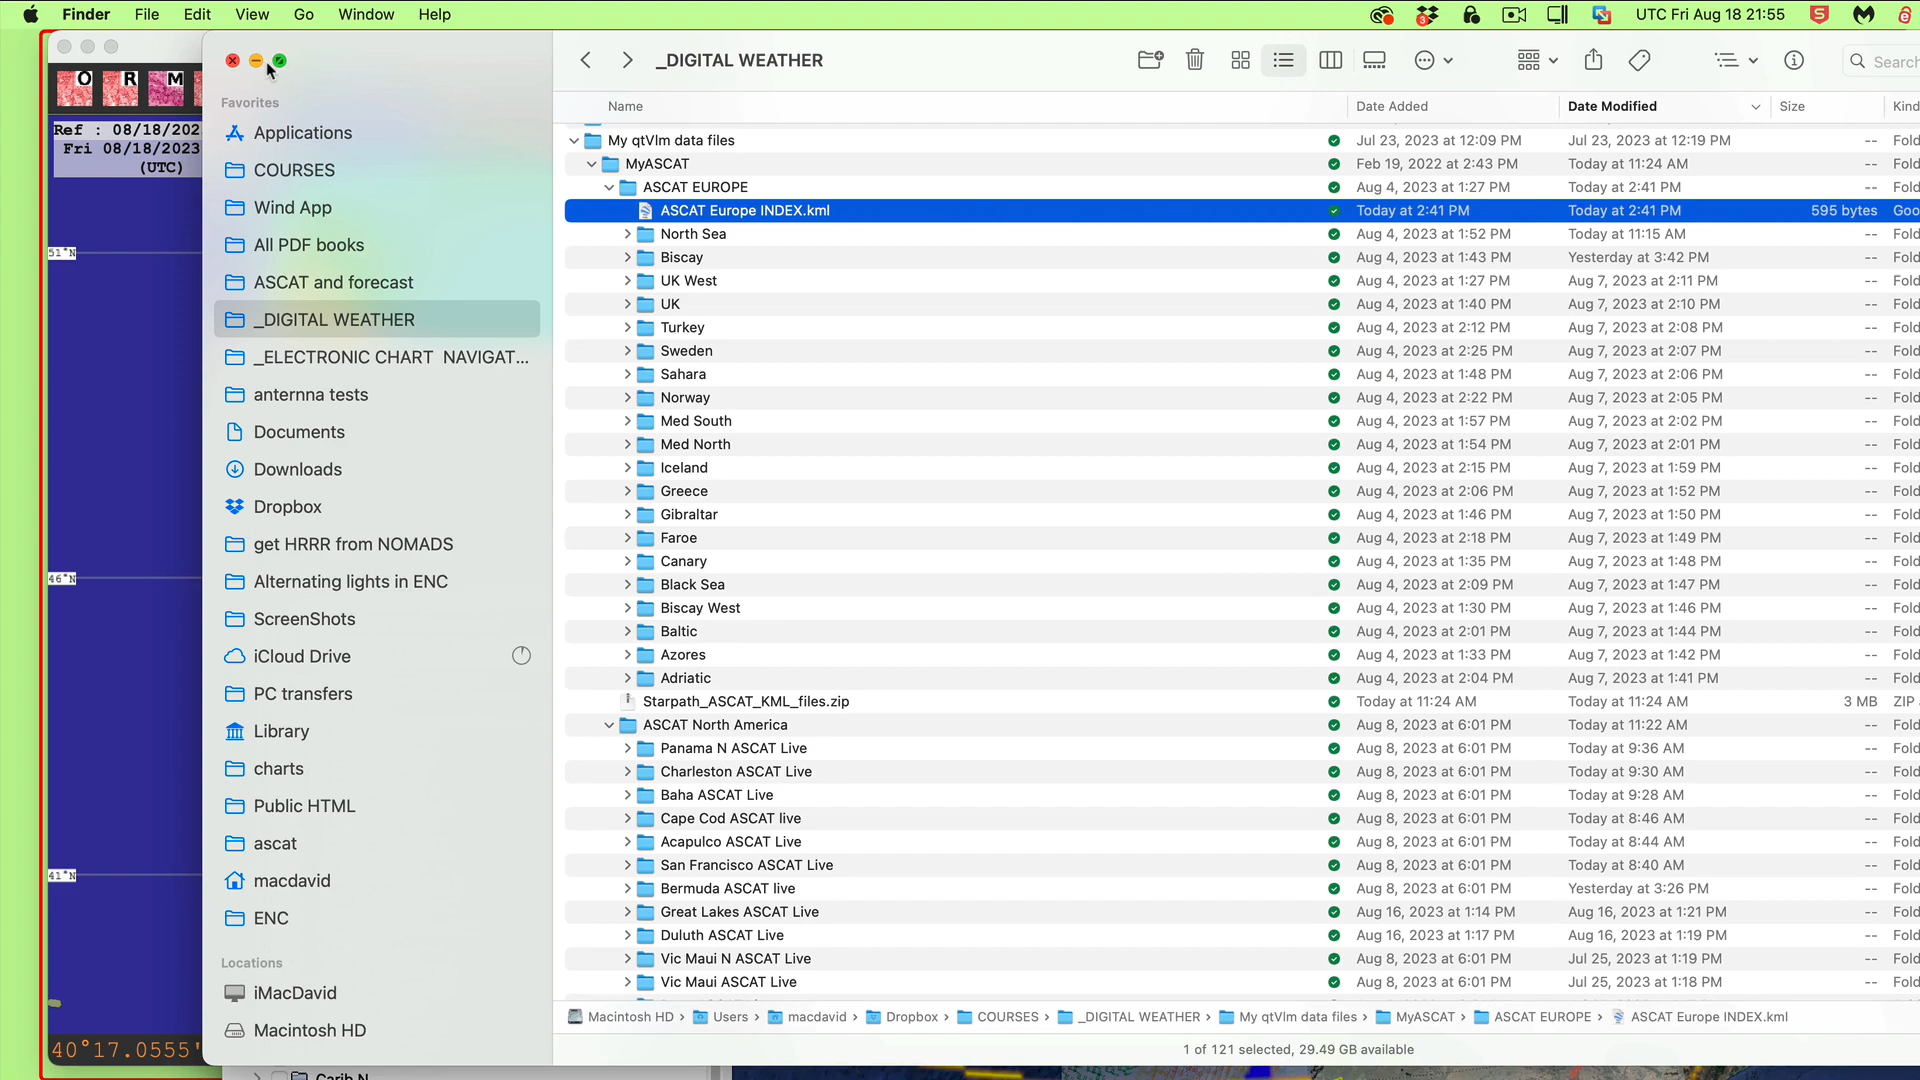 Finder File Edit View Go Window Help 3 UTC Fri Aug 18 21:55 S
O R M
Ref : 08/18/202
Fri 08/18/2023
(UTC)
51°N
46°N
41°N
40°17.0555'
Favorites
Applications
COURSES
Wind App
All PDF books
ASCAT and forecast
_DIGITAL WEATHER
_ELECTRONIC CHART NAVIGAT...
anternna tests
Documents
Downloads
Dropbox
get HRRR from NOMADS
Alternating lights in ENC
ScreenShots
iCloud Drive
PC transfers
Library
charts
Public HTML
ascat
macdavid
ENC
Locations
iMacDavid
Macintosh HD
_DIGITAL WEATHER Search
Name Date Added Date Modified Size Kind
My qtVlm data files Jul 23, 2023 at 12:09 PM Jul 23, 2023 at 12:19 PM -- Fold
MyASCAT Feb 19, 2022 at 2:43 PM Today at 11:24 AM -- Fold
ASCAT EUROPE Aug 4, 2023 at 1:27 PM Today at 2:41 PM -- Fold
ASCAT Europe INDEX.kml Today at 2:41 PM Today at 2:41 PM 595 bytes Goo
North Sea Aug 4, 2023 at 1:52 PM Today at 11:15 AM -- Fold
Biscay Aug 4, 2023 at 1:43 PM Yesterday at 3:42 PM -- Fold
UK West Aug 4, 2023 at 1:27 PM Aug 7, 2023 at 2:11 PM -- Fold
UK Aug 4, 2023 at 1:40 PM Aug 7, 2023 at 2:10 PM -- Fold
Turkey Aug 4, 2023 at 2:12 PM Aug 7, 2023 at 2:08 PM -- Fold
Sweden Aug 4, 2023 at 2:25 PM Aug 7, 2023 at 2:07 PM -- Fold
Sahara Aug 4, 2023 at 1:48 PM Aug 7, 2023 at 2:06 PM -- Fold
Norway Aug 4, 2023 at 2:22 PM Aug 7, 2023 at 2:05 PM -- Fold
Med South Aug 4, 2023 at 1:57 PM Aug 7, 2023 at 2:02 PM -- Fold
Med North Aug 4, 2023 at 1:54 PM Aug 7, 2023 at 2:01 PM -- Fold
Iceland Aug 4, 2023 at 2:15 PM Aug 7, 2023 at 1:59 PM -- Fold
Greece Aug 4, 2023 at 2:06 PM Aug 7, 2023 at 1:52 PM -- Fold
Gibraltar Aug 4, 2023 at 1:46 PM Aug 7, 2023 at 1:50 PM -- Fold
Faroe Aug 4, 2023 at 2:18 PM Aug 7, 2023 at 1:49 PM -- Fold
Canary Aug 4, 2023 at 1:35 PM Aug 7, 2023 at 1:48 PM -- Fold
Black Sea Aug 4, 2023 at 2:09 PM Aug 7, 2023 at 1:47 PM -- Fold
Biscay West Aug 4, 2023 at 1:30 PM Aug 7, 2023 at 1:46 PM -- Fold
Baltic Aug 4, 2023 at 2:01 PM Aug 7, 2023 at 1:44 PM -- Fold
Azores Aug 4, 2023 at 1:33 PM Aug 7, 2023 at 1:42 PM -- Fold
Adriatic Aug 4, 2023 at 2:04 PM Aug 7, 2023 at 1:41 PM -- Fold
Starpath_ASCAT_KML_files.zip Today at 11:24 AM Today at 11:24 AM 3 MB ZIP
ASCAT North America Aug 8, 2023 at 6:01 PM Today at 11:22 AM -- Fold
Panama N ASCAT Live Aug 8, 2023 at 6:01 PM Today at 9:36 AM -- Fold
Charleston ASCAT Live Aug 8, 2023 at 6:01 PM Today at 9:30 AM -- Fold
Baha ASCAT Live Aug 8, 2023 at 6:01 PM Today at 9:28 AM -- Fold
Cape Cod ASCAT live Aug 8, 2023 at 6:01 PM Today at 8:46 AM -- Fold
Acapulco ASCAT Live Aug 8, 2023 at 6:01 PM Today at 8:44 AM -- Fold
San Francisco ASCAT Live Aug 8, 2023 at 6:01 PM Today at 8:40 AM -- Fold
Bermuda ASCAT live Aug 8, 2023 at 6:01 PM Yesterday at 3:26 PM -- Fold
Great Lakes ASCAT Live Aug 16, 2023 at 1:14 PM Aug 16, 2023 at 1:21 PM -- Fold
Duluth ASCAT Live Aug 16, 2023 at 1:17 PM Aug 16, 2023 at 1:19 PM -- Fold
Vic Maui N ASCAT Live Aug 8, 2023 at 6:01 PM Jul 25, 2023 at 1:19 PM -- Fold
Vic Maui ASCAT Live Aug 8, 2023 at 6:01 PM Jul 25, 2023 at 1:18 PM -- Fold
Macintosh HD › Users › macdavid › Dropbox › COURSES › _DIGITAL WEATHER › My qtVlm data files › MyASCAT › ASCAT EUROPE › ASCAT Europe INDEX.kml
1 of 121 selected, 29.49 GB available
Carib N